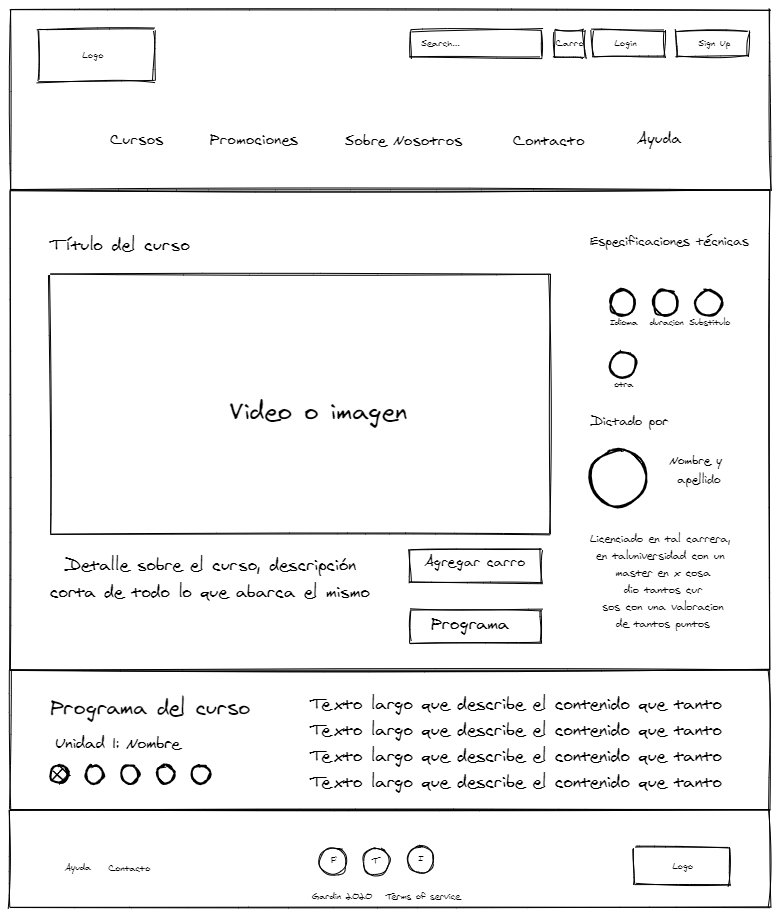 Logo
Search...
Carro
Login
Sign Up
Cursos
Promociones
Sobre Nosotros
Contacto
Ayuda
Título del curso
Video o imagen
Detalle sobre el curso, descripción
corta de todo lo que abarca el mismo
Agregar carro
Programa
Especificaciones técnicas
Idioma
duracion
Substitulo
otra
Dictado por
Nombre y
apellido
Licenciado en tal carrera,
en taluniversidad con un
master en x cosa
dio tantos cur
sos con una valoracion
de tantos puntos
Programa del curso
Unidad 1: Nombre
Texto largo que describe el contenido que tanto
Texto largo que describe el contenido que tanto
Texto largo que describe el contenido que tanto
Texto largo que describe el contenido que tanto
Ayuda
Contacto
F
T
I
Gardin 2020
Terms of service
Logo